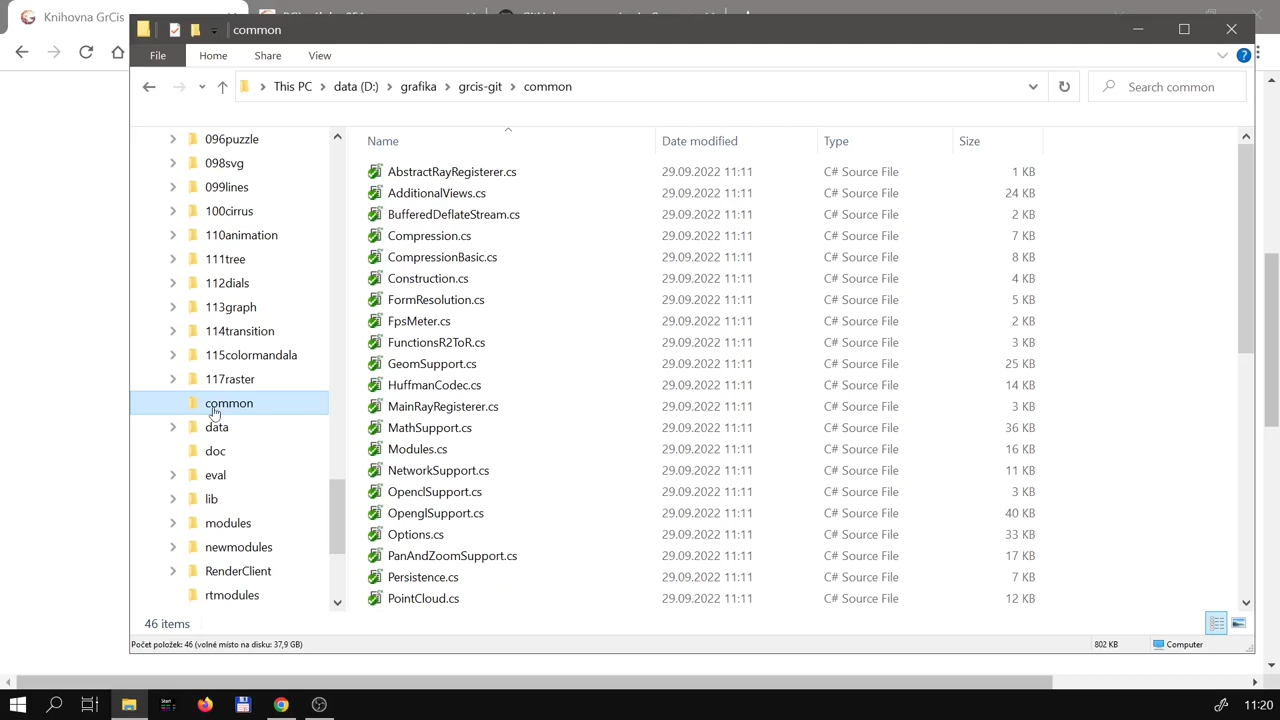 Knihovna GrCis
common
File
Home
Share
View
This PC
data (D:)
grafika
grcis-git
common
Search common
096puzzle
098svg
099lines
100cirrus
110animation
111tree
112dials
113graph
114transition
115colormandala
117raster
common
data
doc
eval
lib
modules
newmodules
RenderClient
rtmodules
Name Date modified Type Size
AbstractRayRegisterer.cs 29.09.2022 11:11 C# Source File 1 KB
AdditionalViews.cs 29.09.2022 11:11 C# Source File 24 KB
BufferedDeflateStream.cs 29.09.2022 11:11 C# Source File 2 KB
Compression.cs 29.09.2022 11:11 C# Source File 7 KB
CompressionBasic.cs 29.09.2022 11:11 C# Source File 8 KB
Construction.cs 29.09.2022 11:11 C# Source File 4 KB
FormResolution.cs 29.09.2022 11:11 C# Source File 5 KB
FpsMeter.cs 29.09.2022 11:11 C# Source File 2 KB
FunctionsR2ToR.cs 29.09.2022 11:11 C# Source File 3 KB
GeomSupport.cs 29.09.2022 11:11 C# Source File 25 KB
HuffmanCodec.cs 29.09.2022 11:11 C# Source File 14 KB
MainRayRegisterer.cs 29.09.2022 11:11 C# Source File 3 KB
MathSupport.cs 29.09.2022 11:11 C# Source File 36 KB
Modules.cs 29.09.2022 11:11 C# Source File 16 KB
NetworkSupport.cs 29.09.2022 11:11 C# Source File 11 KB
OpenclSupport.cs 29.09.2022 11:11 C# Source File 3 KB
OpenglSupport.cs 29.09.2022 11:11 C# Source File 40 KB
Options.cs 29.09.2022 11:11 C# Source File 33 KB
PanAndZoomSupport.cs 29.09.2022 11:11 C# Source File 17 KB
Persistence.cs 29.09.2022 11:11 C# Source File 7 KB
PointCloud.cs 29.09.2022 11:11 C# Source File 12 KB
46 items
Počet položek: 46 (volné místo na disku: 37,9 GB)
802 KB
Computer
Start
11:20